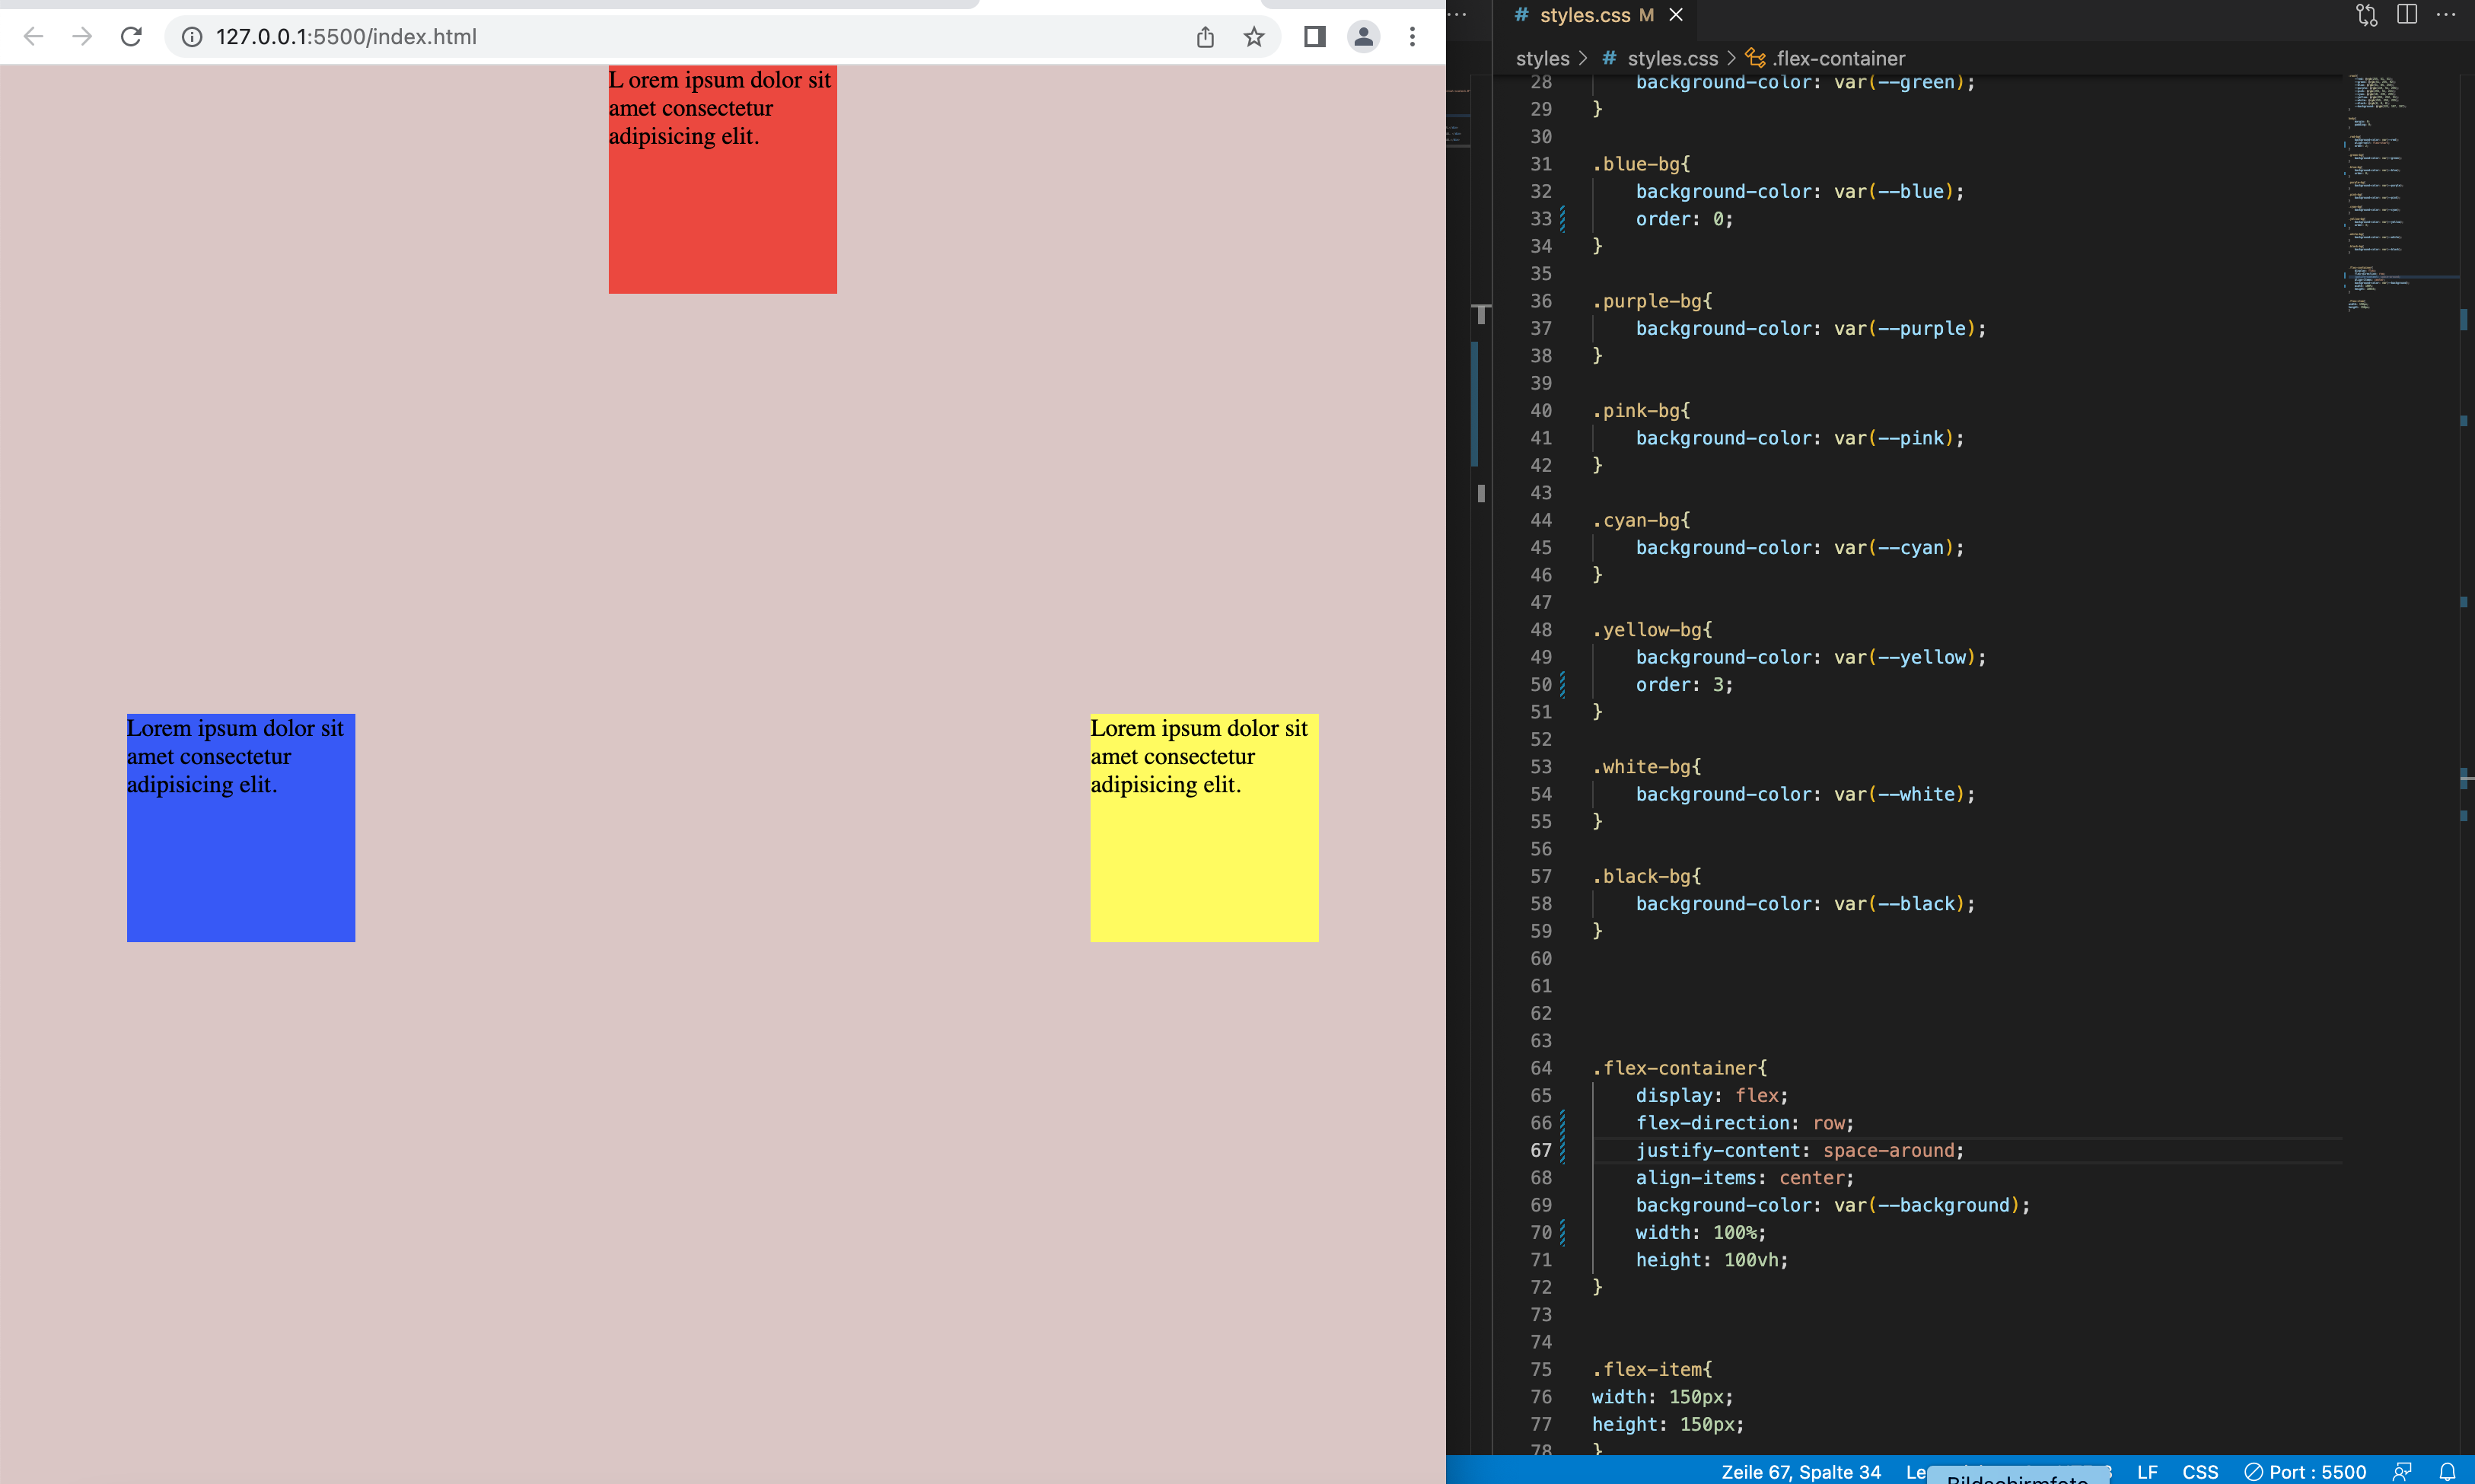 127.0.0.1:5500/index.html
L orem ipsum dolor sit
amet consectetur
adipisicing elit.
Lorem ipsum dolor sit
amet consectetur
adipisicing elit.
Lorem ipsum dolor sit
amet consectetur
adipisicing elit.
# styles.css M
styles > # styles.css > .flex-container
28 background-color: var(--green);
29 }
30
31 .blue-bg{
32 background-color: var(--blue);
33 order: 0;
34 }
35
36 .purple-bg{
37 background-color: var(--purple);
38 }
39
40 .pink-bg{
41 background-color: var(--pink);
42 }
43
44 .cyan-bg{
45 background-color: var(--cyan);
46 }
47
48 .yellow-bg{
49 background-color: var(--yellow);
50 order: 3;
51 }
52
53 .white-bg{
54 background-color: var(--white);
55 }
56
57 .black-bg{
58 background-color: var(--black);
59 }
60
61
62
63
64 .flex-container{
65 display: flex;
66 flex-direction: row;
67 justify-content: space-around;
68 align-items: center;
69 background-color: var(--background);
70 width: 100%;
71 height: 100vh;
72 }
73
74
75 .flex-item{
76 width: 150px;
77 height: 150px;
78 }
Zeile 67, Spalte 34 LF CSS Port : 5500
Bildschirmfoto